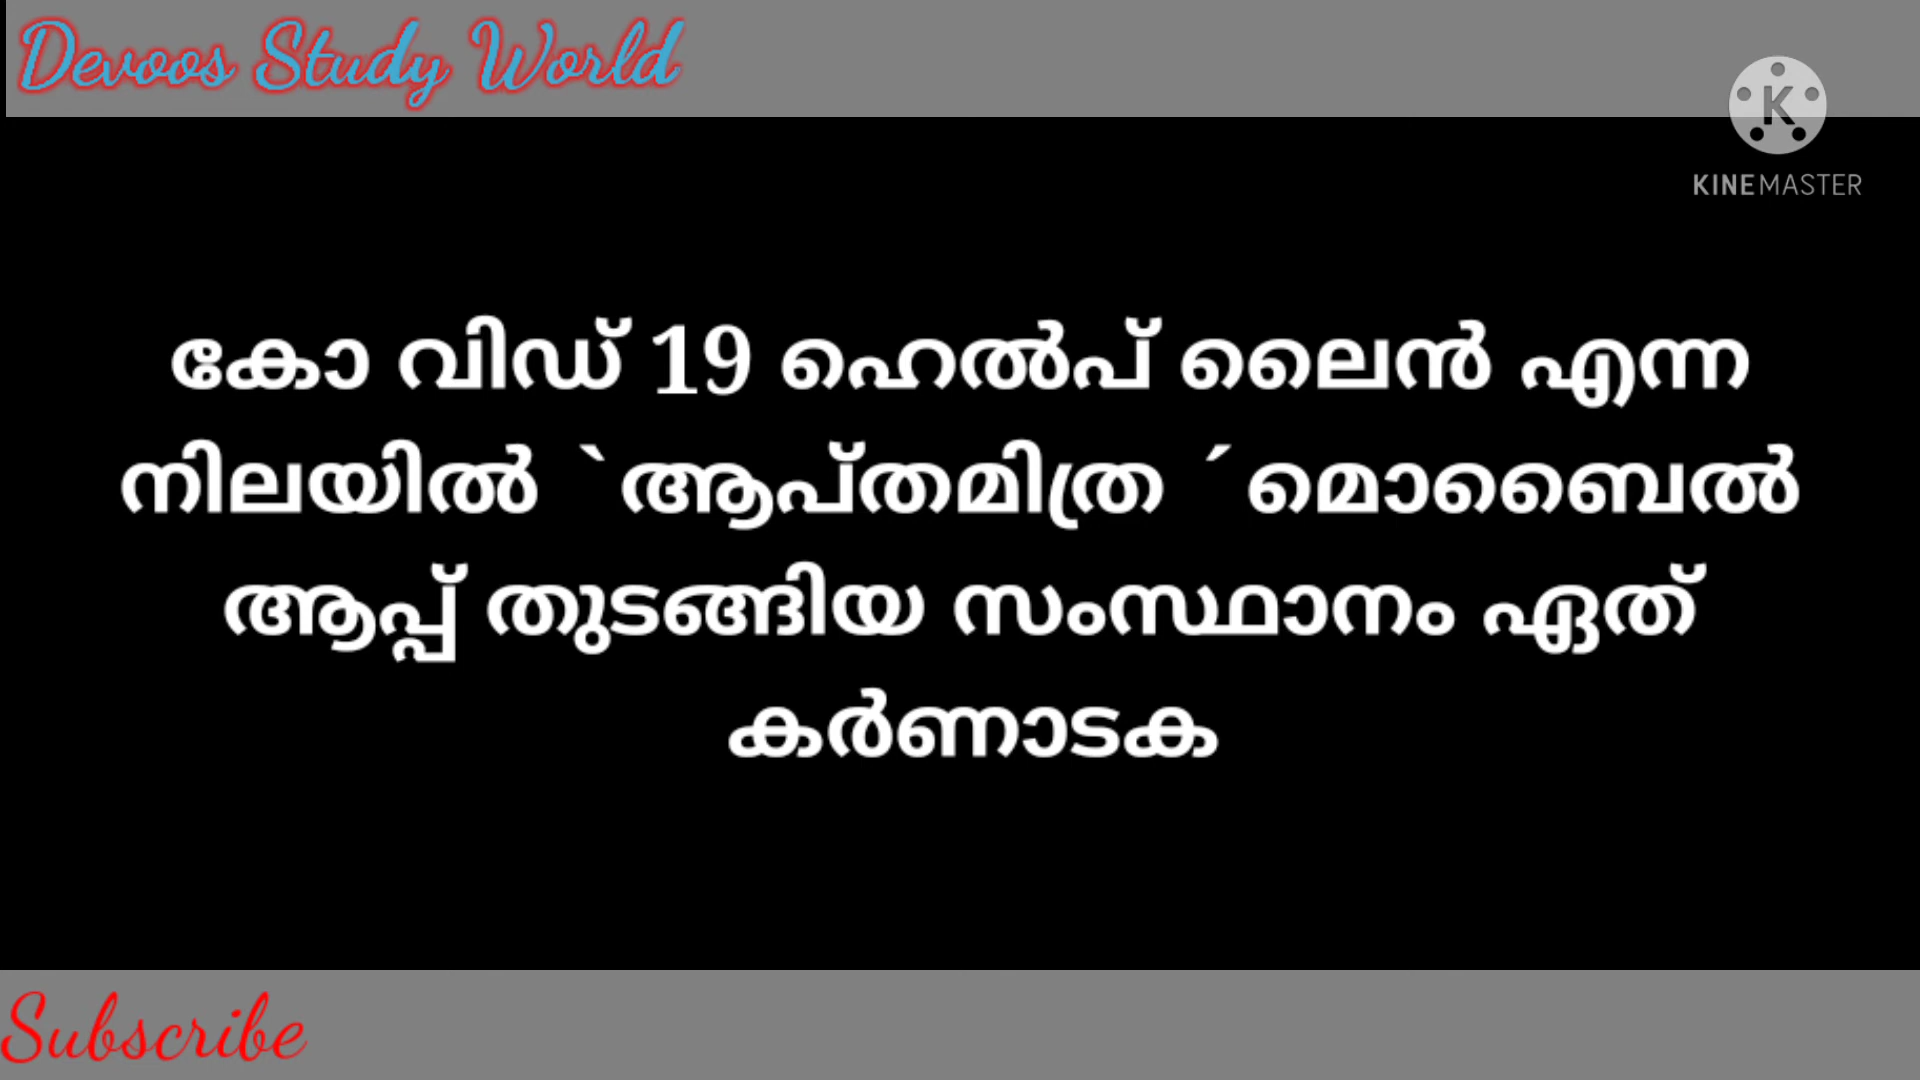 Devoos Study World
K
KINEMASTER
കോ വിഡ് 19 ഹെൽപ് ലൈൻ എന്ന
നിലയിൽ `ആപ്തമിത്ര ´മൊബൈൽ
ആപ്പ് തുടങ്ങിയ സംസ്ഥാനം ഏത്
കർണാടക
Subscribe